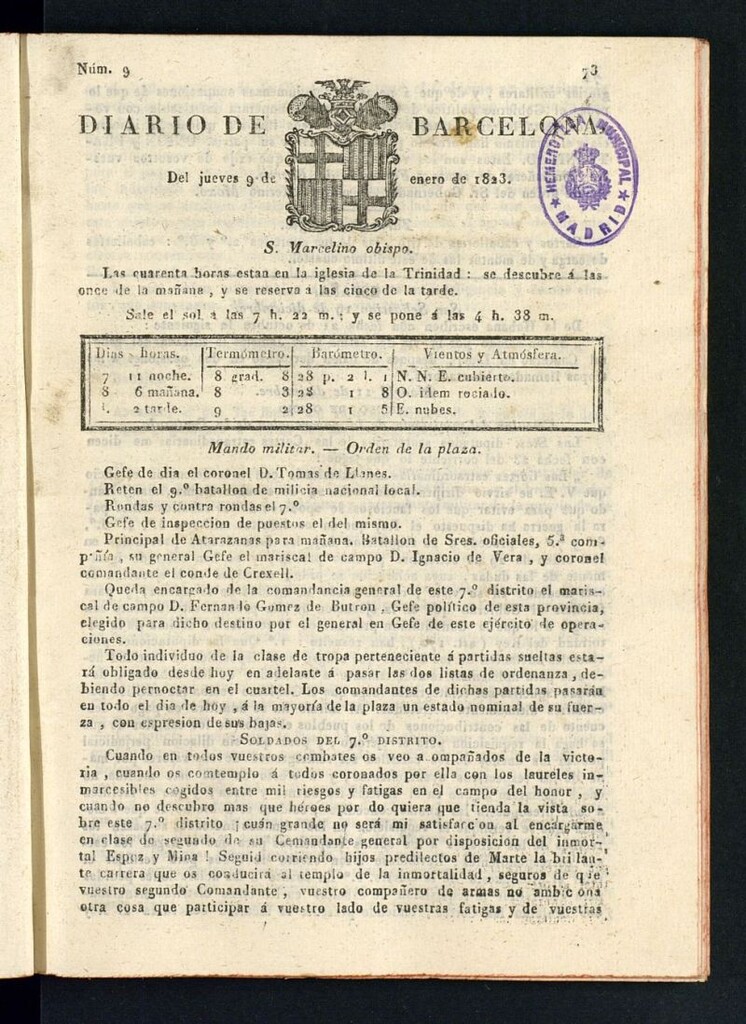 Núm. 9
73
DIARIO DE BARCELONA,
HEMEROTECA MUNICIPAL
★ MADRID ★
Del jueves 9 de enero de 1823.
S. Marcelino obispo.
Las cuarenta horas estan en la iglesia de la Trinidad : se descubre á las
once de la mañana , y se reserva á las cinco de la tarde.
Sale el sol a las 7 h. 22 m. ; y se pone á las 4 h. 38 m.
Dias horas. Termómetro. Barómetro. Vientos y Atmósfera.
7 11 noche. 8 grad. 8 28 p. 2 l. 1 N. N. E. cubierto.
8 6 mañana. 8 3 28 1 8 O. idem rociado.
2 tarde. 9 2 28 1 5 E. nubes.
Mando militar. — Orden de la plaza.
Gefe de dia el coronel D. Tomas de Llanes.
Reten el 9.º batallon de milicia nacional local.
Rondas y contra rondas el 7.º
Gefe de inspeccion de puestos el del mismo.
Principal de Atarazanas para mañana. Batallon de Sres. oficiales, 5.ª com-
pañía , su general Gefe el mariscal de campo D. Ignacio de Vera , y coronel
comandante el conde de Crexell.
Queda encargado de la comandancia general de este 7.º distrito el maris-
cal de campo D. Fernando Gomez de Butron , Gefe político de esta provincia,
elegido para dicho destino por el general en Gefe de este ejército de opera-
ciones.
Todo individuo de la clase de tropa perteneciente á partidas sueltas esta-
rá obligado desde hoy en adelante á pasar las dos listas de ordenanza , de-
biendo pernoctar en el cuartel. Los comandantes de dichas partidas pasarán
en todo el dia de hoy , á la mayoría de la plaza un estado nominal de su fuer-
za , con espresion de sus bajas.
SOLDADOS DEL 7.º DISTRITO.
Cuando en todos vuestros combates os veo a ompañados de la victo-
ria , cuando os comtemplo á todos coronados por ella con los laureles in-
marcesibles cogidos entre mil riesgos y fatigas en el campo del honor , y
cuando no descubro mas que héroes por do quiera que tienda la vista so-
bre este 7.º distrito ¡ cuán grande no será mi satisfaccion al encargarme
en clase de segundo de su Comandante general por disposicion del inmor-
tal Espoz y Mina ! Seguid corriendo hijos predilectos de Marte la brillan-
te carrera que os conducirá al templo de la inmortalidad , seguros de que
vuestro segundo Comandante , vuestro compañero de armas no ambiciona
otra cosa que participar á vuestro lado de vuestras fatigas y de vuestras